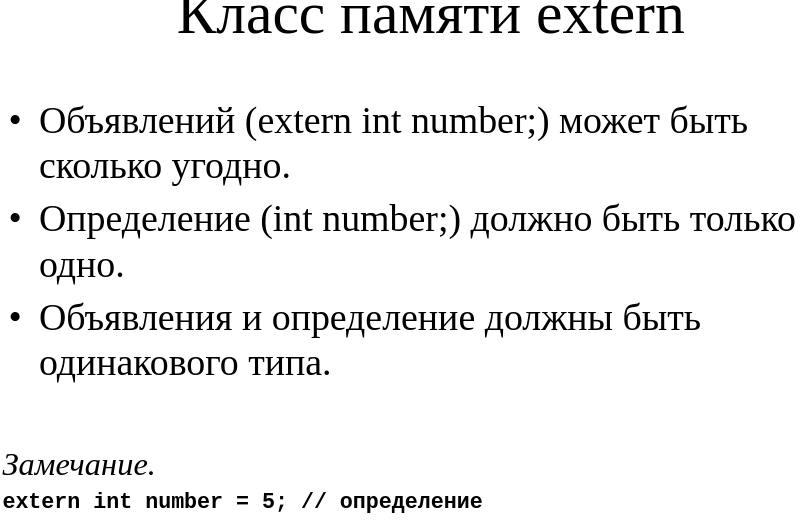 Класс памяти extern
• Объявлений (extern int number;) может быть
сколько угодно.
• Определение (int number;) должно быть только
одно.
• Объявления и определение должны быть
одинакового типа.
Замечание.
extern int number = 5; // определение